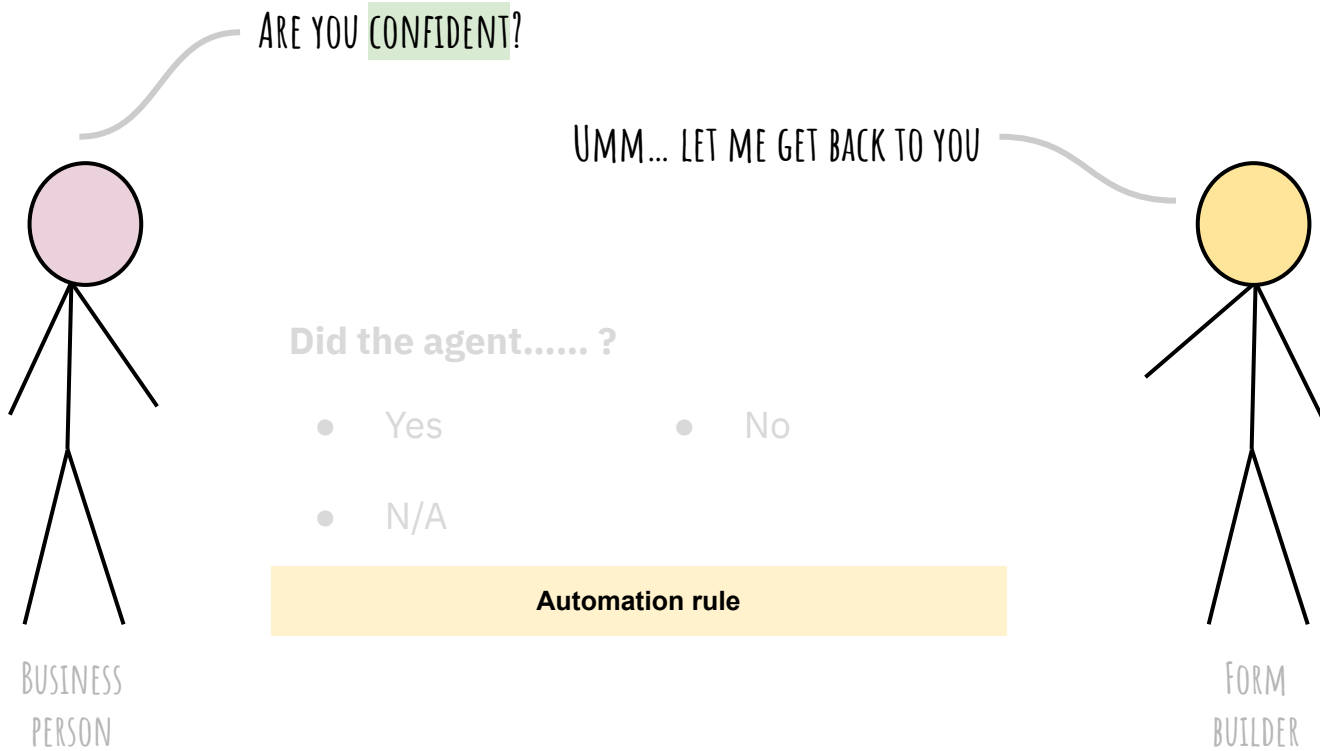 ARE YOU CONFIDENT?
UMM... LET ME GET BACK TO YOU
Did the agent...... ?
● Yes ● No
● N/A
Automation rule
BUSINESS
PERSON
FORM
BUILDER